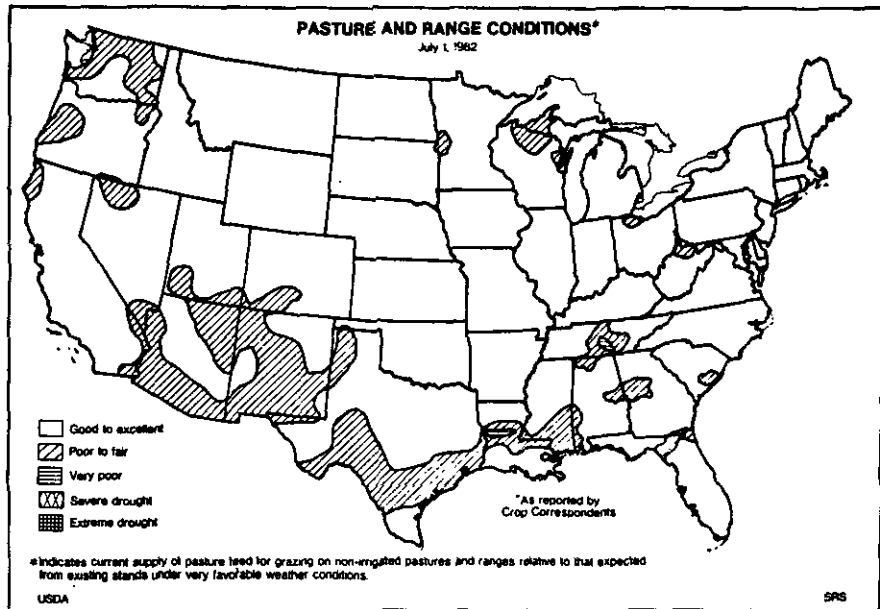 PASTURE AND RANGE CONDITIONS*
July 1, 1982
Good to excellent
Poor to fair
Very poor
Severe drought
Extreme drought
*As reported by
Crop Correspondents
*Indicates current supply of pasture feed for grazing on non-irrigated pastures and ranges relative to that expected
from existing stands under very favorable weather conditions.
USDA
SRS